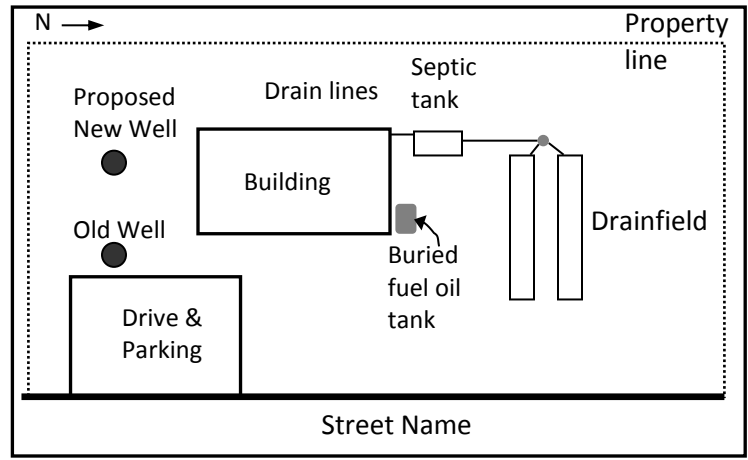 N
Property
line
Septic
tank
Drain lines
Proposed
New Well
Building
Old Well
Drainfield
Buried
fuel oil
tank
Drive &
Parking
Street Name